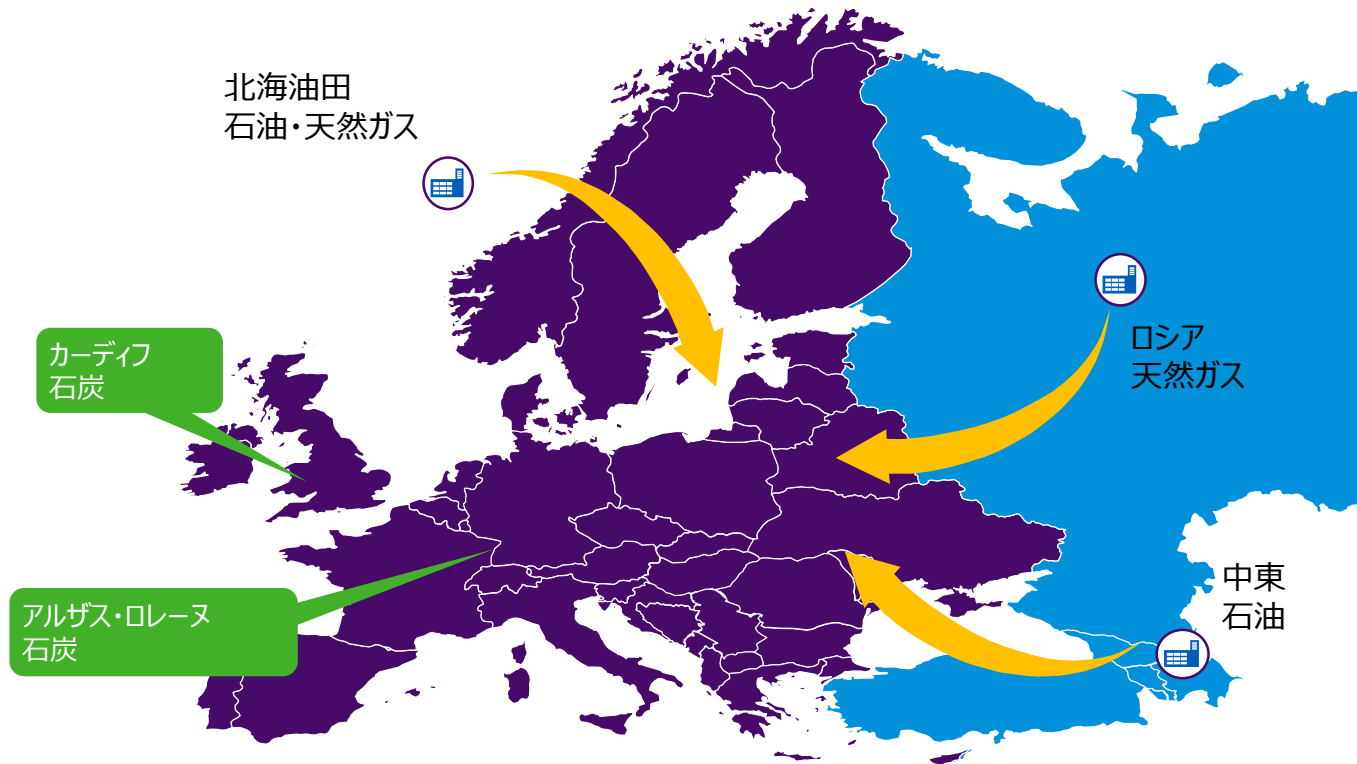 北海油田
石油・天然ガス
カーディフ
石炭
ロシア
天然ガス
中東
石油
アルザス・ロレーヌ
石炭